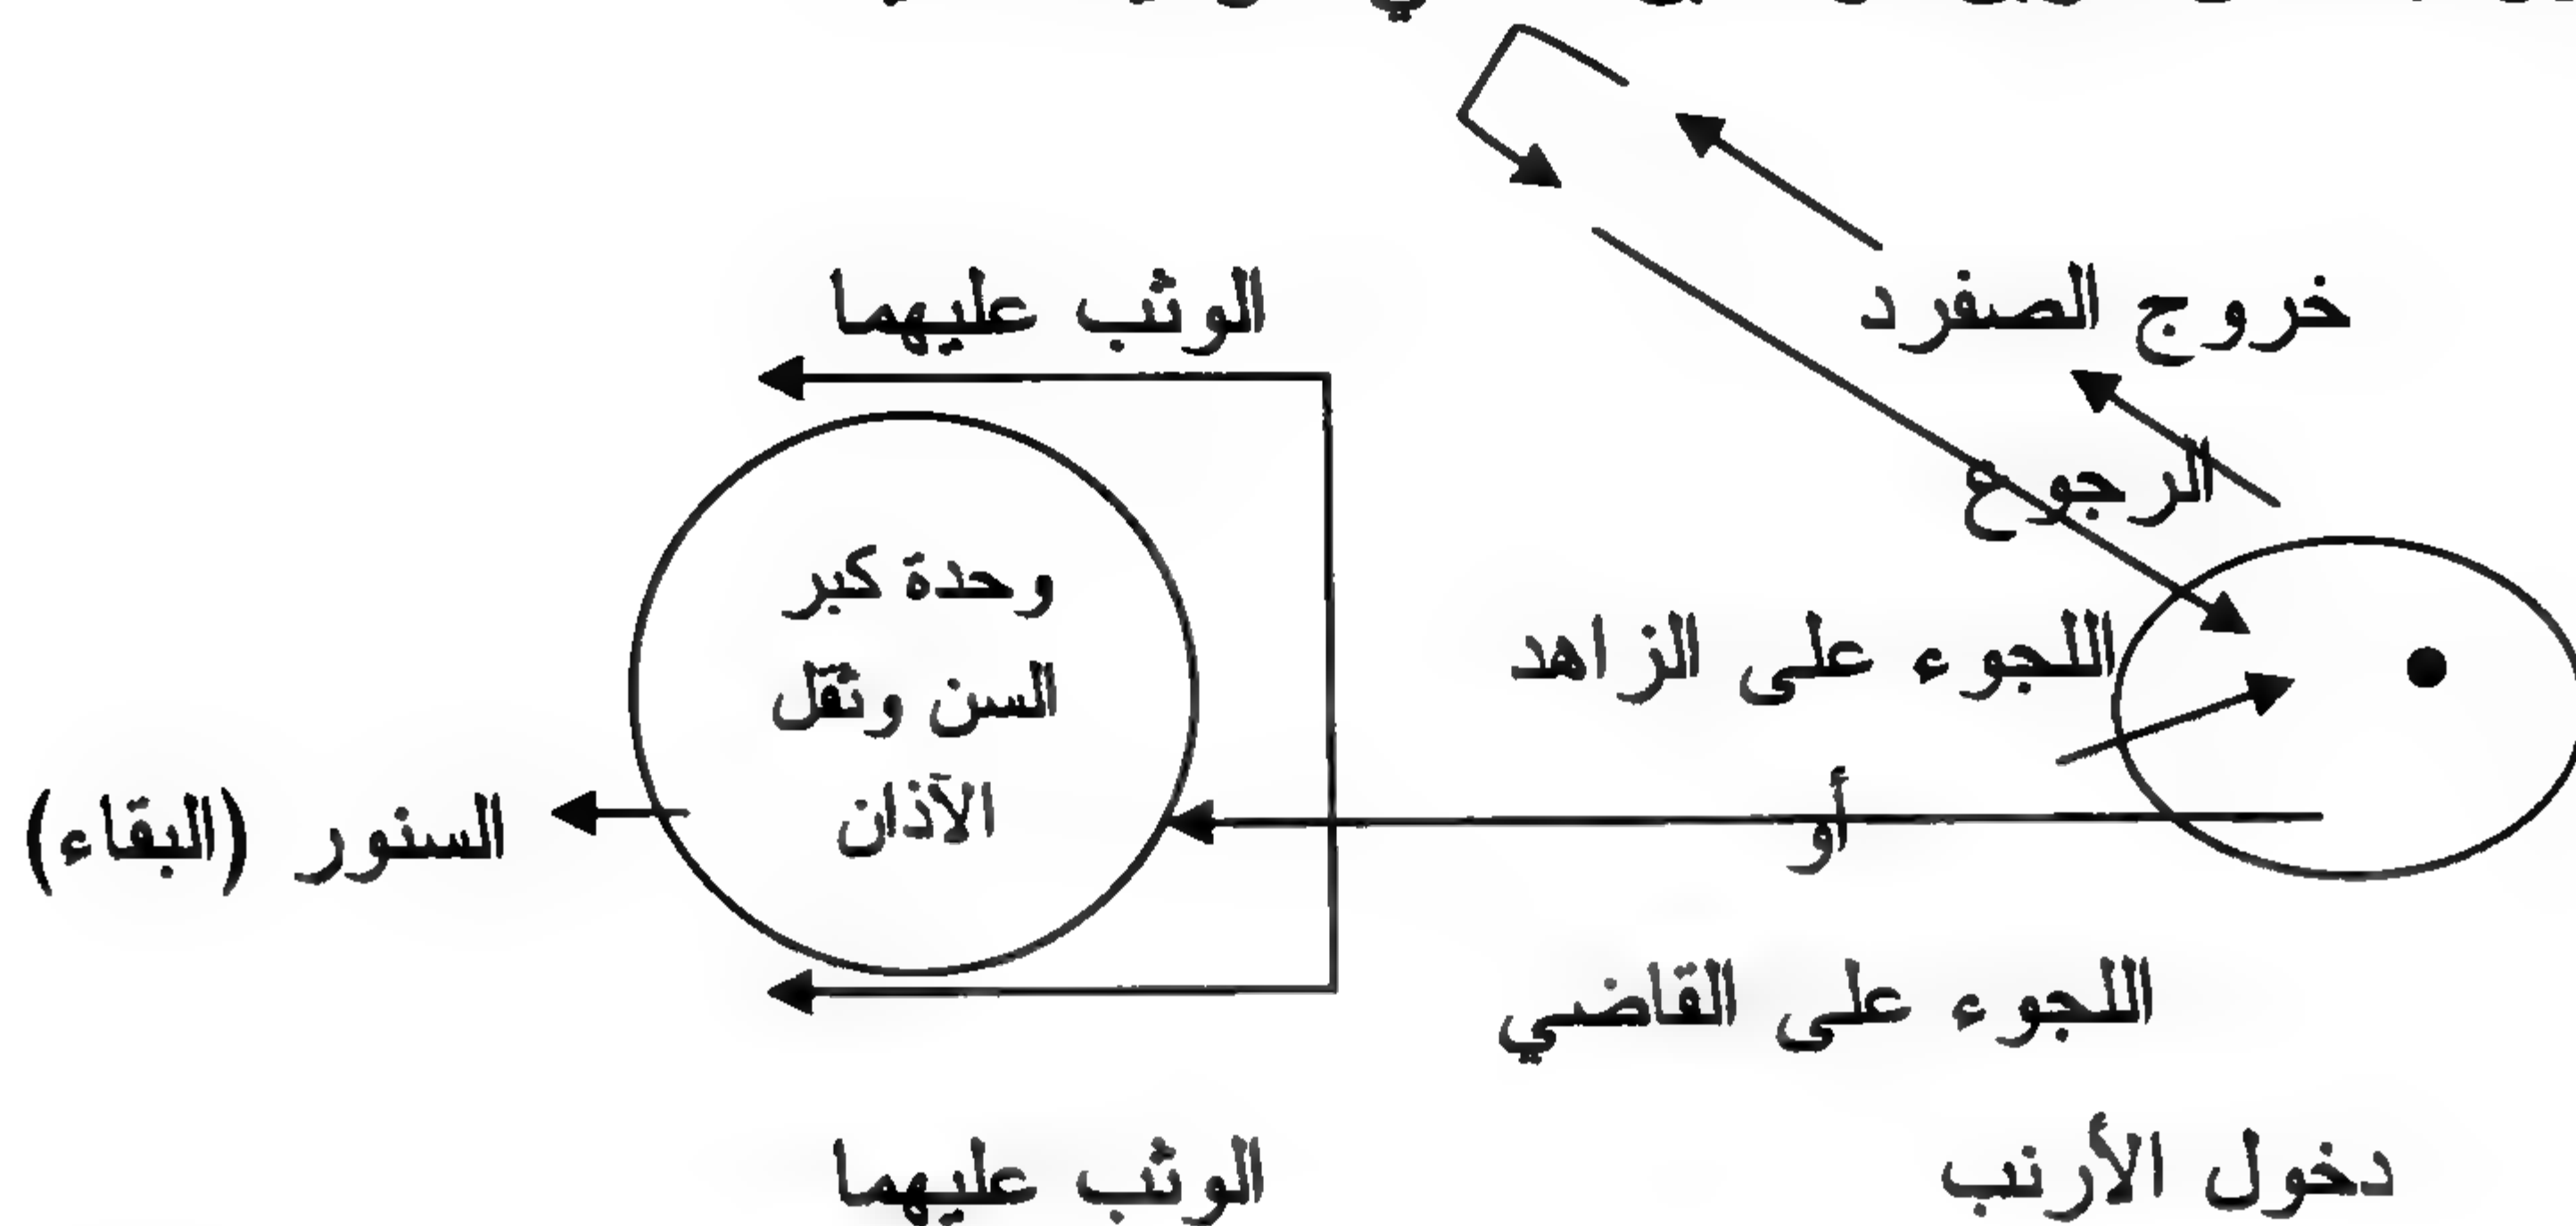 خروج الصفرد
الوثب عليهما
الرجوع
وحدة كبر
السن وثقل
الآذان
اللجوء على الزاهد
أو
السنور (البقاء)
اللجوء على القاضي
دخول الأرنب
الوثب عليهما